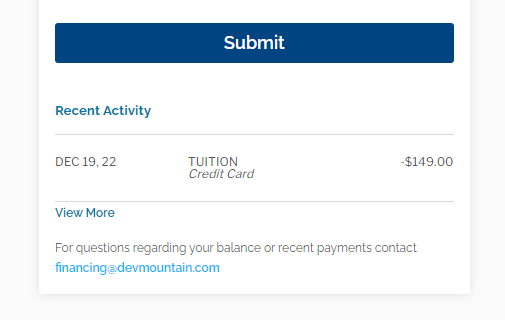 Submit
Recent Activity
DEC 19, 22 TUITION -$149.00
Credit Card
View More
For questions regarding your balance or recent payments contact
financing@devmountain.com